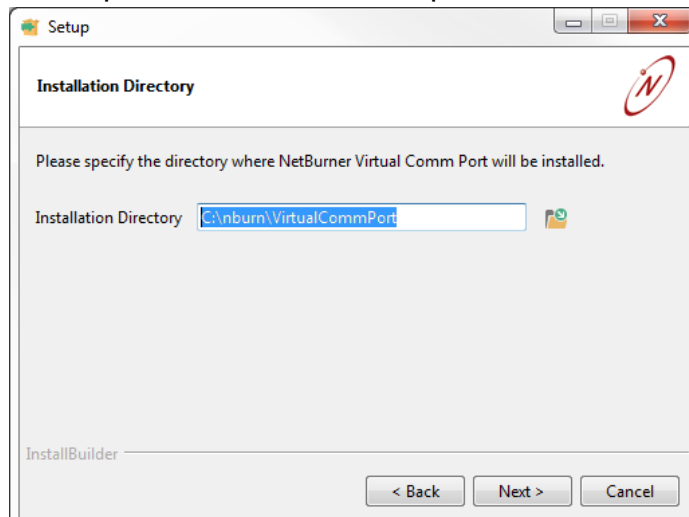 Setup
Installation Directory
Please specify the directory where NetBurner Virtual Comm Port will be installed.
Installation Directory C:\nburn\VirtualCommPort
InstallBuilder
< Back Next > Cancel